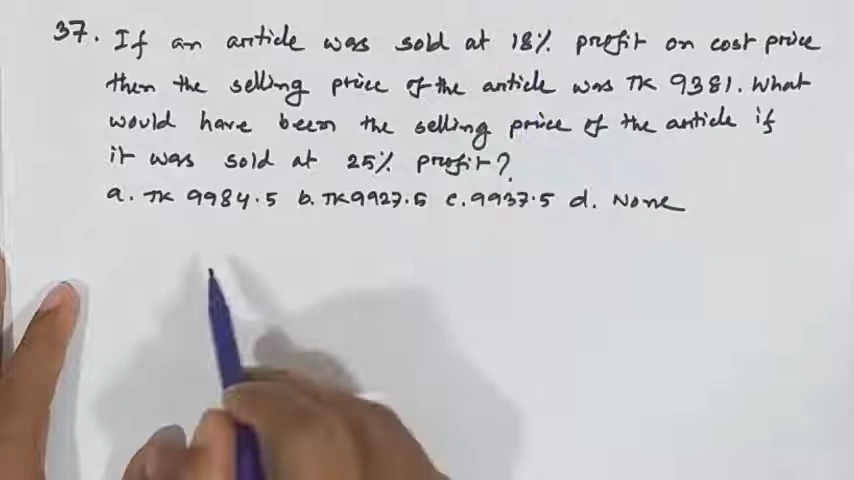 37. If an article was sold at 18% profit on cost price
then the selling price of the article was TK 9381. What
would have been the selling price of the article if
it was sold at 25% profit?
a. TK 9984.5 b. TK 9927.5 c. 9937.5 d. None